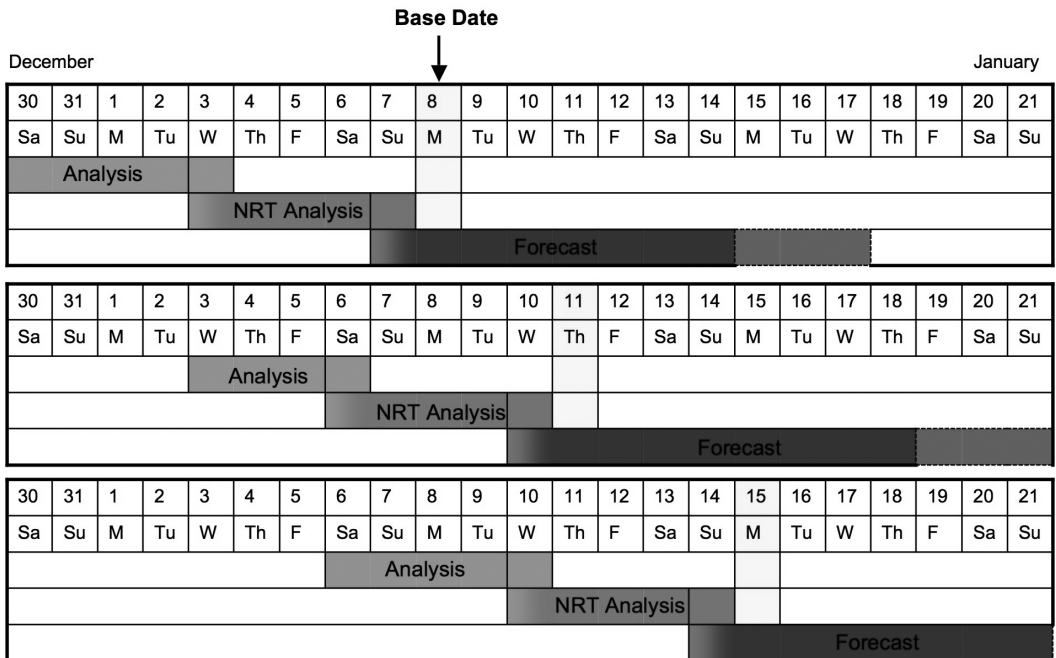 Base Date
December January
30 31 1 2 3 4 5 6 7 8 9 10 11 12 13 14 15 16 17 18 19 20 21
Sa Su M Tu W Th F Sa Su M Tu W Th F Sa Su M Tu W Th F Sa Su
Analysis
NRT Analysis
Forecast
30 31 1 2 3 4 5 6 7 8 9 10 11 12 13 14 15 16 17 18 19 20 21
Sa Su M Tu W Th F Sa Su M Tu W Th F Sa Su M Tu W Th F Sa Su
Analysis
NRT Analysis
Forecast
30 31 1 2 3 4 5 6 7 8 9 10 11 12 13 14 15 16 17 18 19 20 21
Sa Su M Tu W Th F Sa Su M Tu W Th F Sa Su M Tu W Th F Sa Su
Analysis
NRT Analysis
Forecast